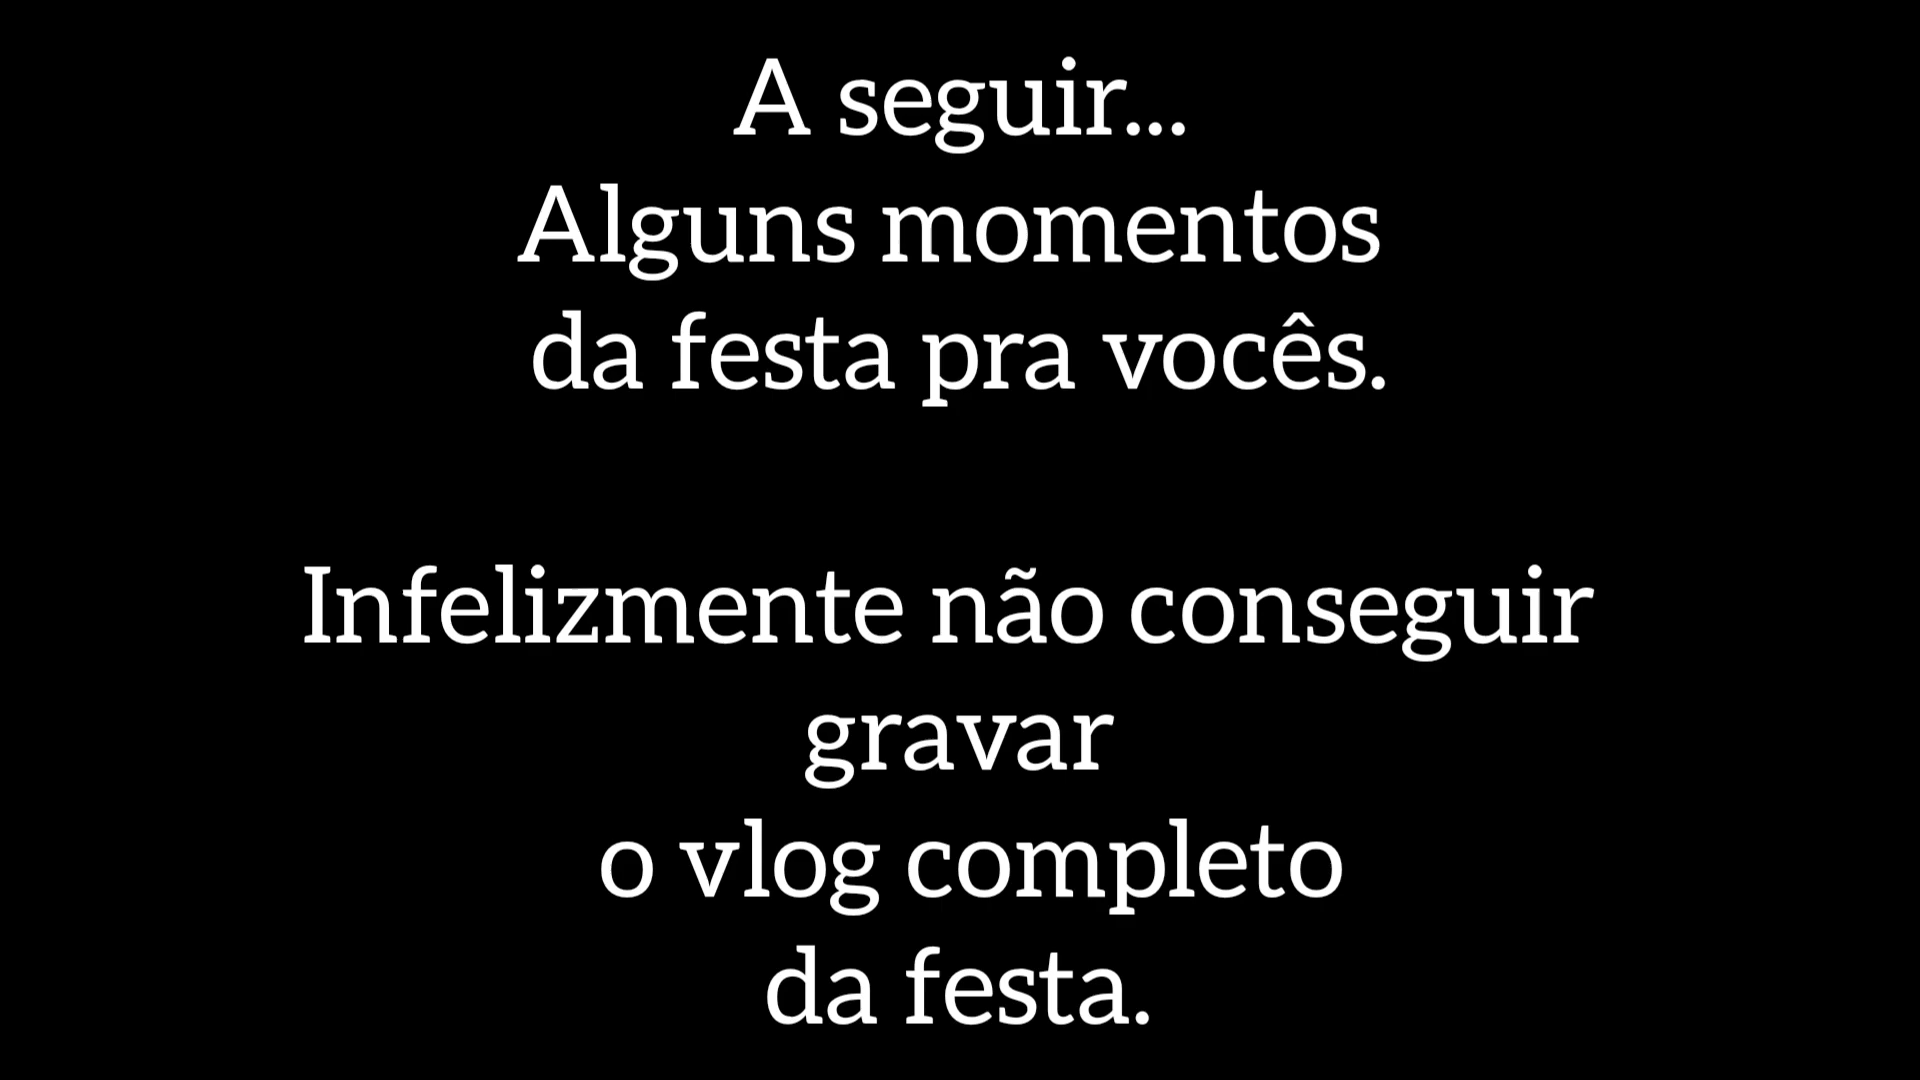 A seguir...
Alguns momentos
da festa pra vocês.
Infelizmente não conseguir
gravar
o vlog completo
da festa.